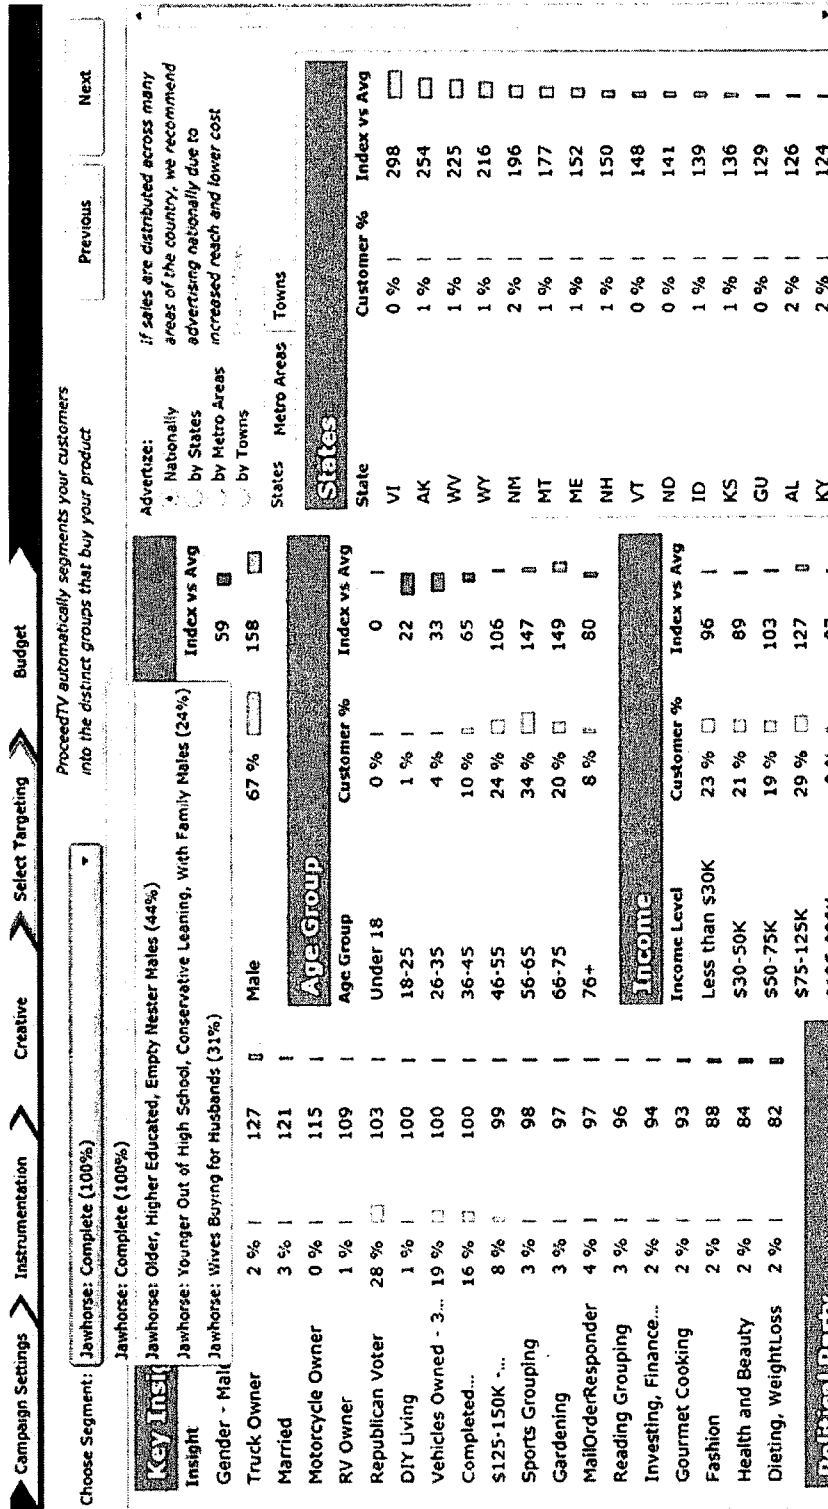 Campaign Settings Instrumentation Creative Select Targeting Budget
Choose Segment: Jawhorse: Complete (100%)
ProceedTV automatically segments your customers
into the distinct groups that buy your product
Previous Next
Jawhorse: Complete (100%)
Jawhorse: Older, Higher Educated, Empty Nester Males (44%)
Jawhorse: Younger Out of High School, Conservative Leaning, With Family Males (24%)
Jawhorse: Wives Buying for Husbands (31%)
Key Insig
Insight
Gender - Male
Truck Owner 2 % 127
Married 3 % 121
Motorcycle Owner 0 % 115
RV Owner 1 % 109
Republican Voter 28 % 103
DIY Living 1 % 100
Vehicles Owned - 3... 19 % 100
Completed... 16 % 100
$125-150K -... 8 % 99
Sports Grouping 3 % 98
Gardening 3 % 97
MailOrderResponder 4 % 97
Reading Grouping 3 % 96
Investing, Finance... 2 % 94
Gourmet Cooking 2 % 93
Fashion 2 % 88
Health and Beauty 2 % 84
Dieting, WeightLoss 2 % 82
Political Party
Index vs Avg
59
Male 67 % 158
Age Group
Age Group Customer % Index vs Avg
Under 18 0 % 0
18-25 1 % 22
26-35 4 % 33
36-45 10 % 65
46-55 24 % 106
56-65 34 % 147
66-75 20 % 149
76+ 8 % 80
Income
Income Level Customer % Index vs Avg
Less than $30K 23 % 96
$30-50K 21 % 89
$50-75K 19 % 103
$75-125K 29 % 127
Advertize:
Nationally
by States
by Metro Areas
by Towns
If sales are distributed across many
areas of the country, we recommend
advertising nationally due to
increased reach and lower cost
States Metro Areas Towns
States
State Customer % Index vs Avg
VI 0 % 298
AK 1 % 254
WV 1 % 225
WY 1 % 216
NM 2 % 196
MT 1 % 177
ME 1 % 152
NH 1 % 150
VT 0 % 148
ND 0 % 141
ID 1 % 139
KS 1 % 136
GU 0 % 129
AL 2 % 126
KY 2 % 124